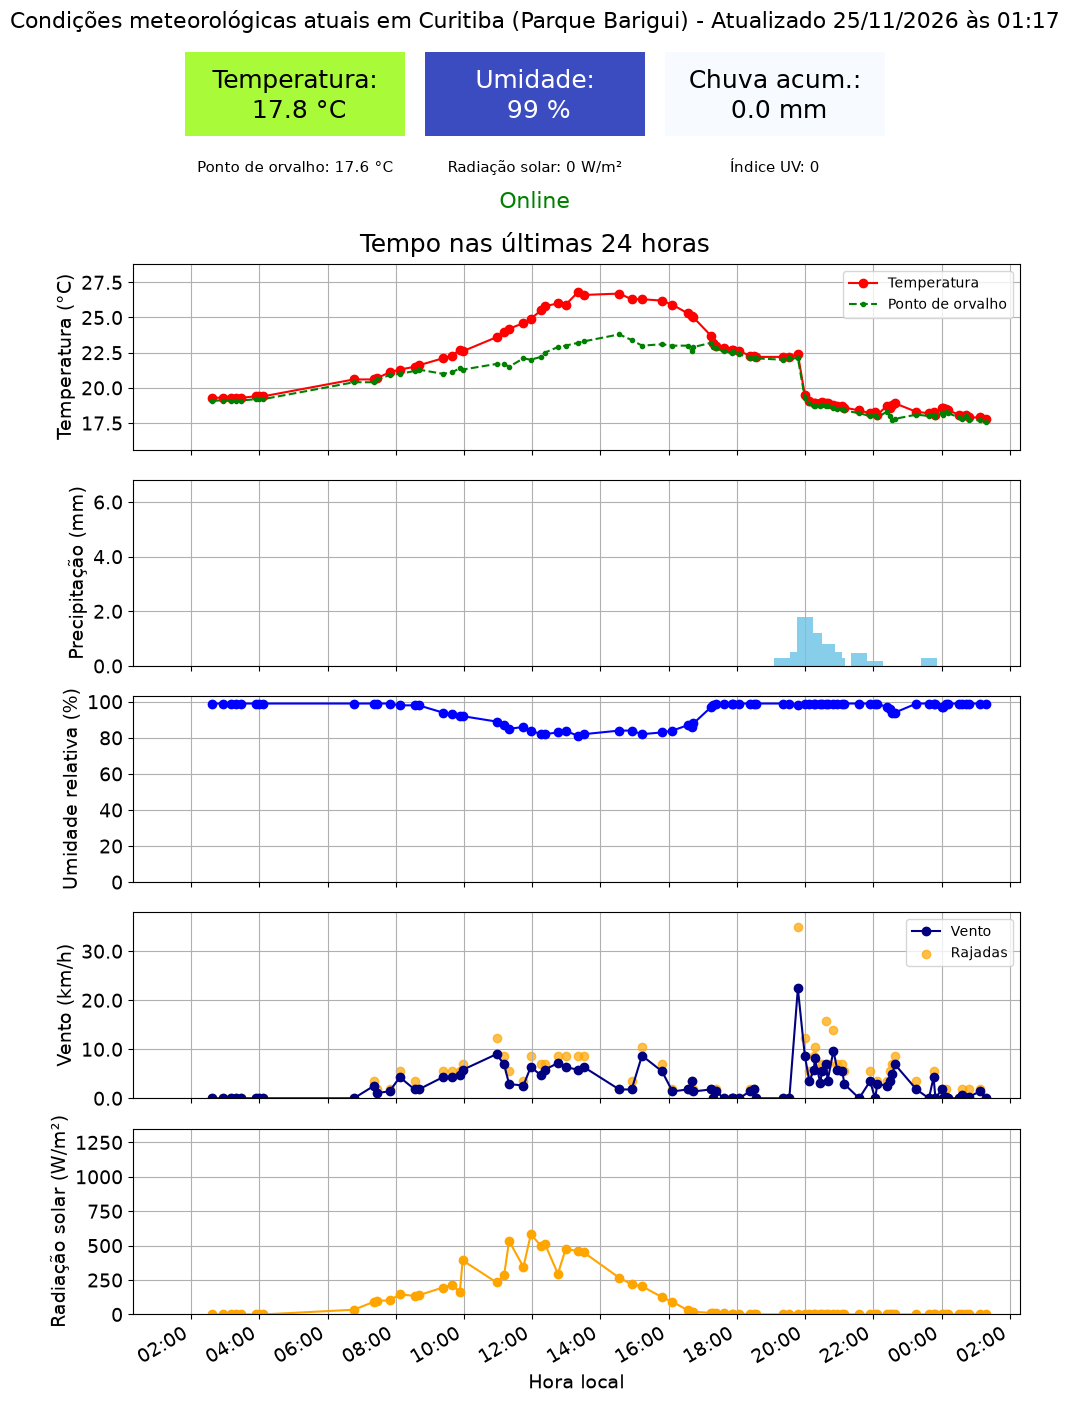 Condições meteorológicas atuais em Curitiba (Parque Barigui) - Atualizado 25/11/2026 às 01:17
Temperatura:
17.8 °C
Umidade:
99 %
Chuva acum.:
0.0 mm
Ponto de orvalho: 17.6 °C
Radiação solar: 0 W/m²
Índice UV: 0
Online
Tempo nas últimas 24 horas
Temperatura (°C)
27.5
25.0
22.5
20.0
17.5
Temperatura
Ponto de orvalho
Precipitação (mm)
6.0
4.0
2.0
0.0
Umidade relativa (%)
100
80
60
40
20
0
Vento (km/h)
30.0
20.0
10.0
0.0
Vento
Rajadas
Radiação solar (W/m²)
1250
1000
750
500
250
0
02:00
04:00
06:00
08:00
10:00
12:00
14:00
16:00
18:00
20:00
22:00
00:00
02:00
Hora local